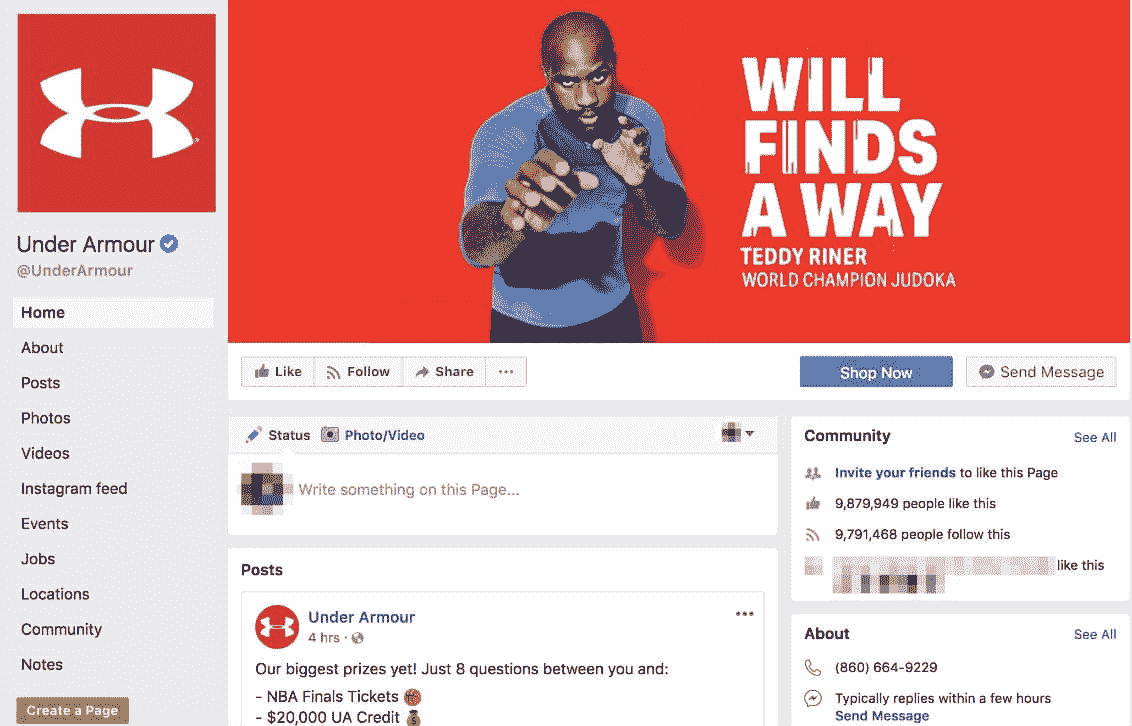 WILL
FINDS
A WAY
TEDDY RINER
WORLD CHAMPION JUDOKA
Under Armour
@UnderArmour
Home
About
Posts
Photos
Videos
Instagram feed
Events
Jobs
Locations
Community
Notes
Create a Page
Like Follow Share ...
Shop Now Send Message
Status Photo/Video
Write something on this Page...
Posts
Under Armour
4 hrs ·
Our biggest prizes yet! Just 8 questions between you and:
- NBA Finals Tickets
- $20,000 UA Credit
Community See All
Invite your friends to like this Page
9,879,949 people like this
9,791,468 people follow this
like this
About See All
(860) 664-9229
Typically replies within a few hours
Send Message